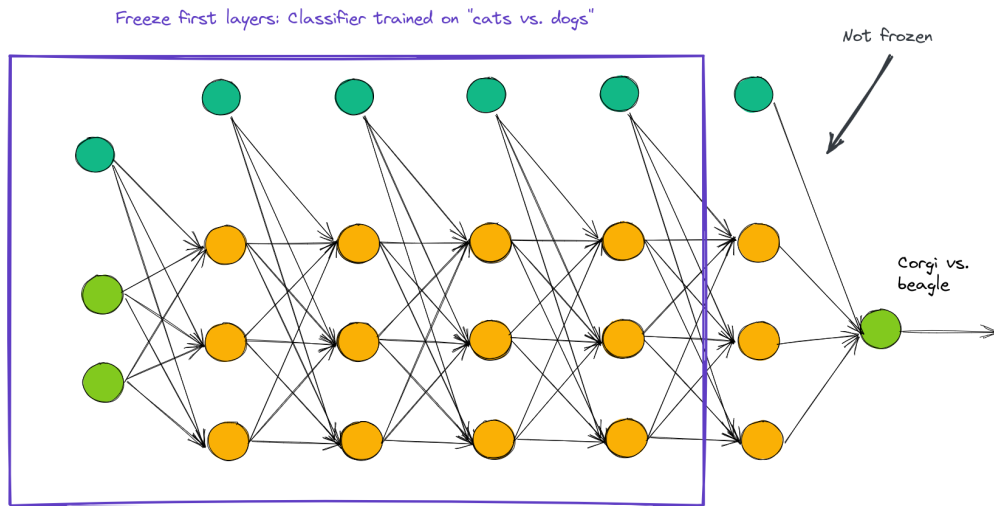 Freeze first layers: Classifier trained on "cats vs. dogs"
Not frozen
Corgi vs.
beagle